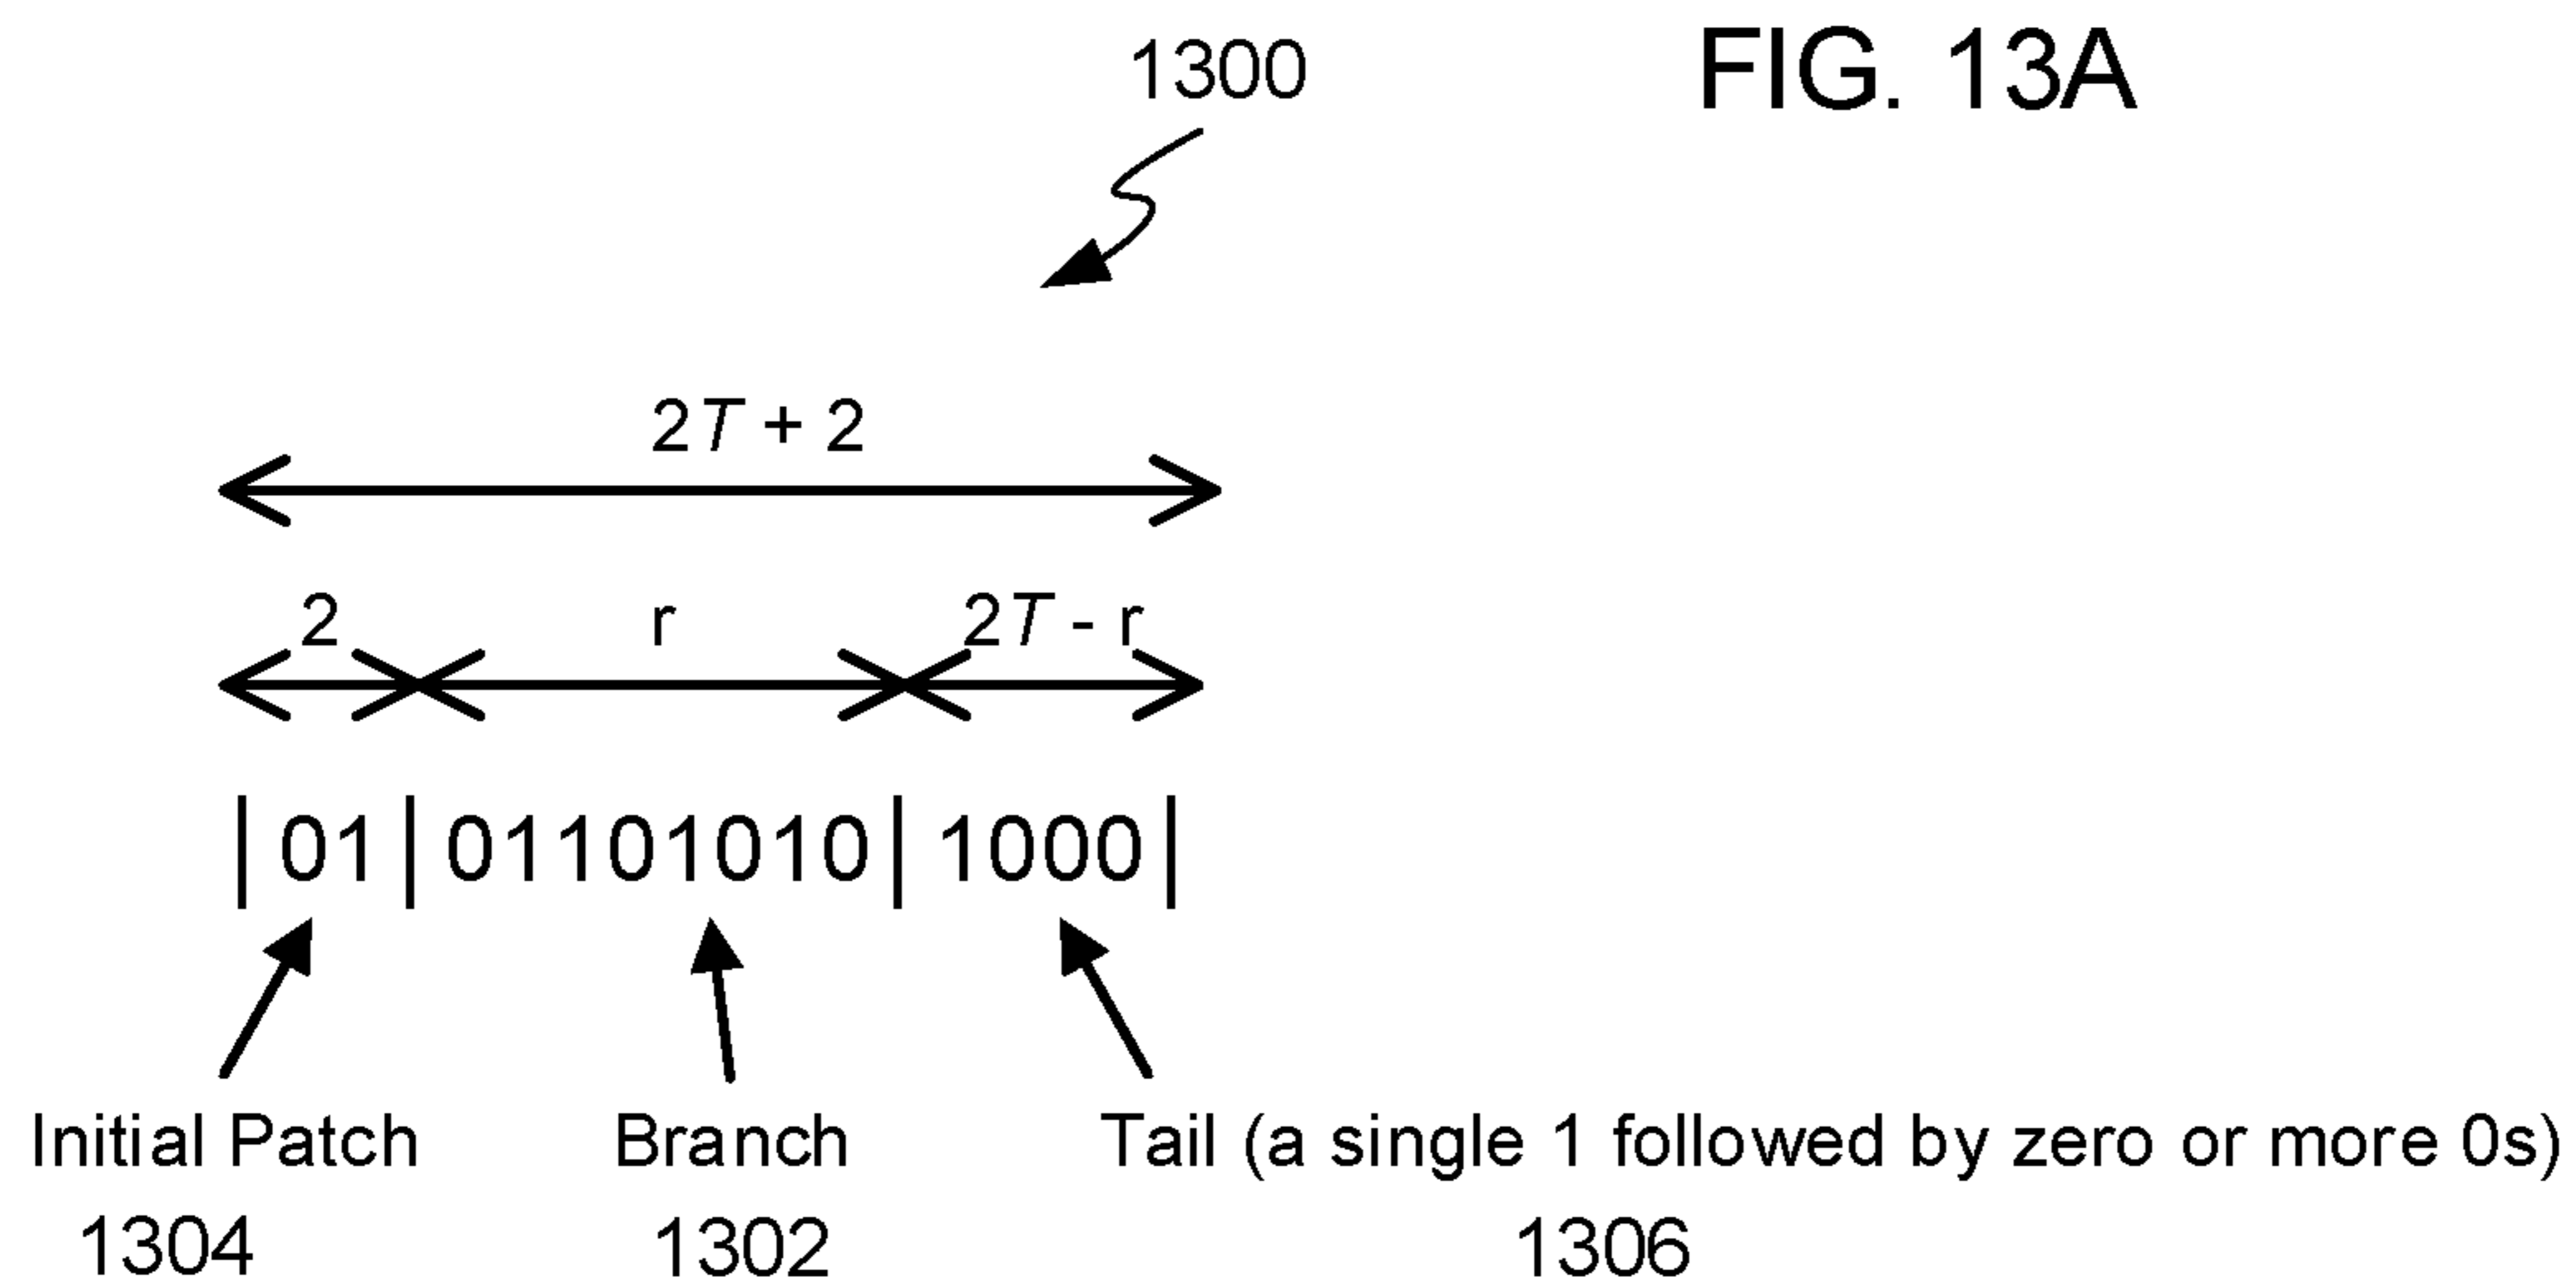 1300 FIG. 13A
2T + 2
2 r 2T - r
|01|01101010|1000|
Initial Patch Branch Tail (a single 1 followed by zero or more 0s)
1304 1302 1306